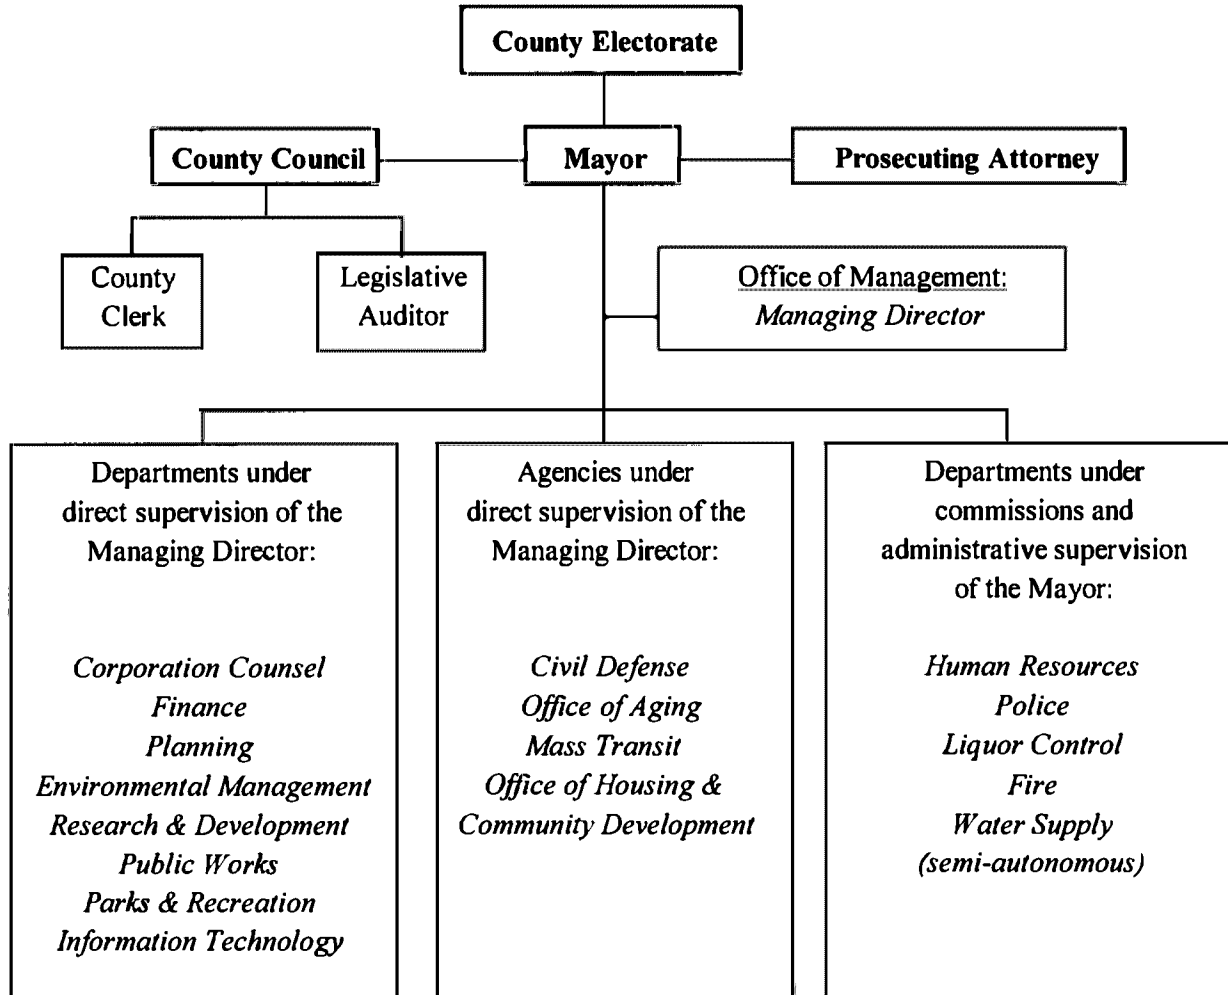 County Electorate
County Council
Mayor
Prosecuting Attorney
County
Clerk
Legislative
Auditor
Office of Management:
Managing Director
Departments under
direct supervision of the
Managing Director:
Corporation Counsel
Finance
Planning
Environmental Management
Research & Development
Public Works
Parks & Recreation
Information Technology
Agencies under
direct supervision of the
Managing Director:
Civil Defense
Office of Aging
Mass Transit
Office of Housing &
Community Development
Departments under
commissions and
administrative supervision
of the Mayor:
Human Resources
Police
Liquor Control
Fire
Water Supply
(semi-autonomous)